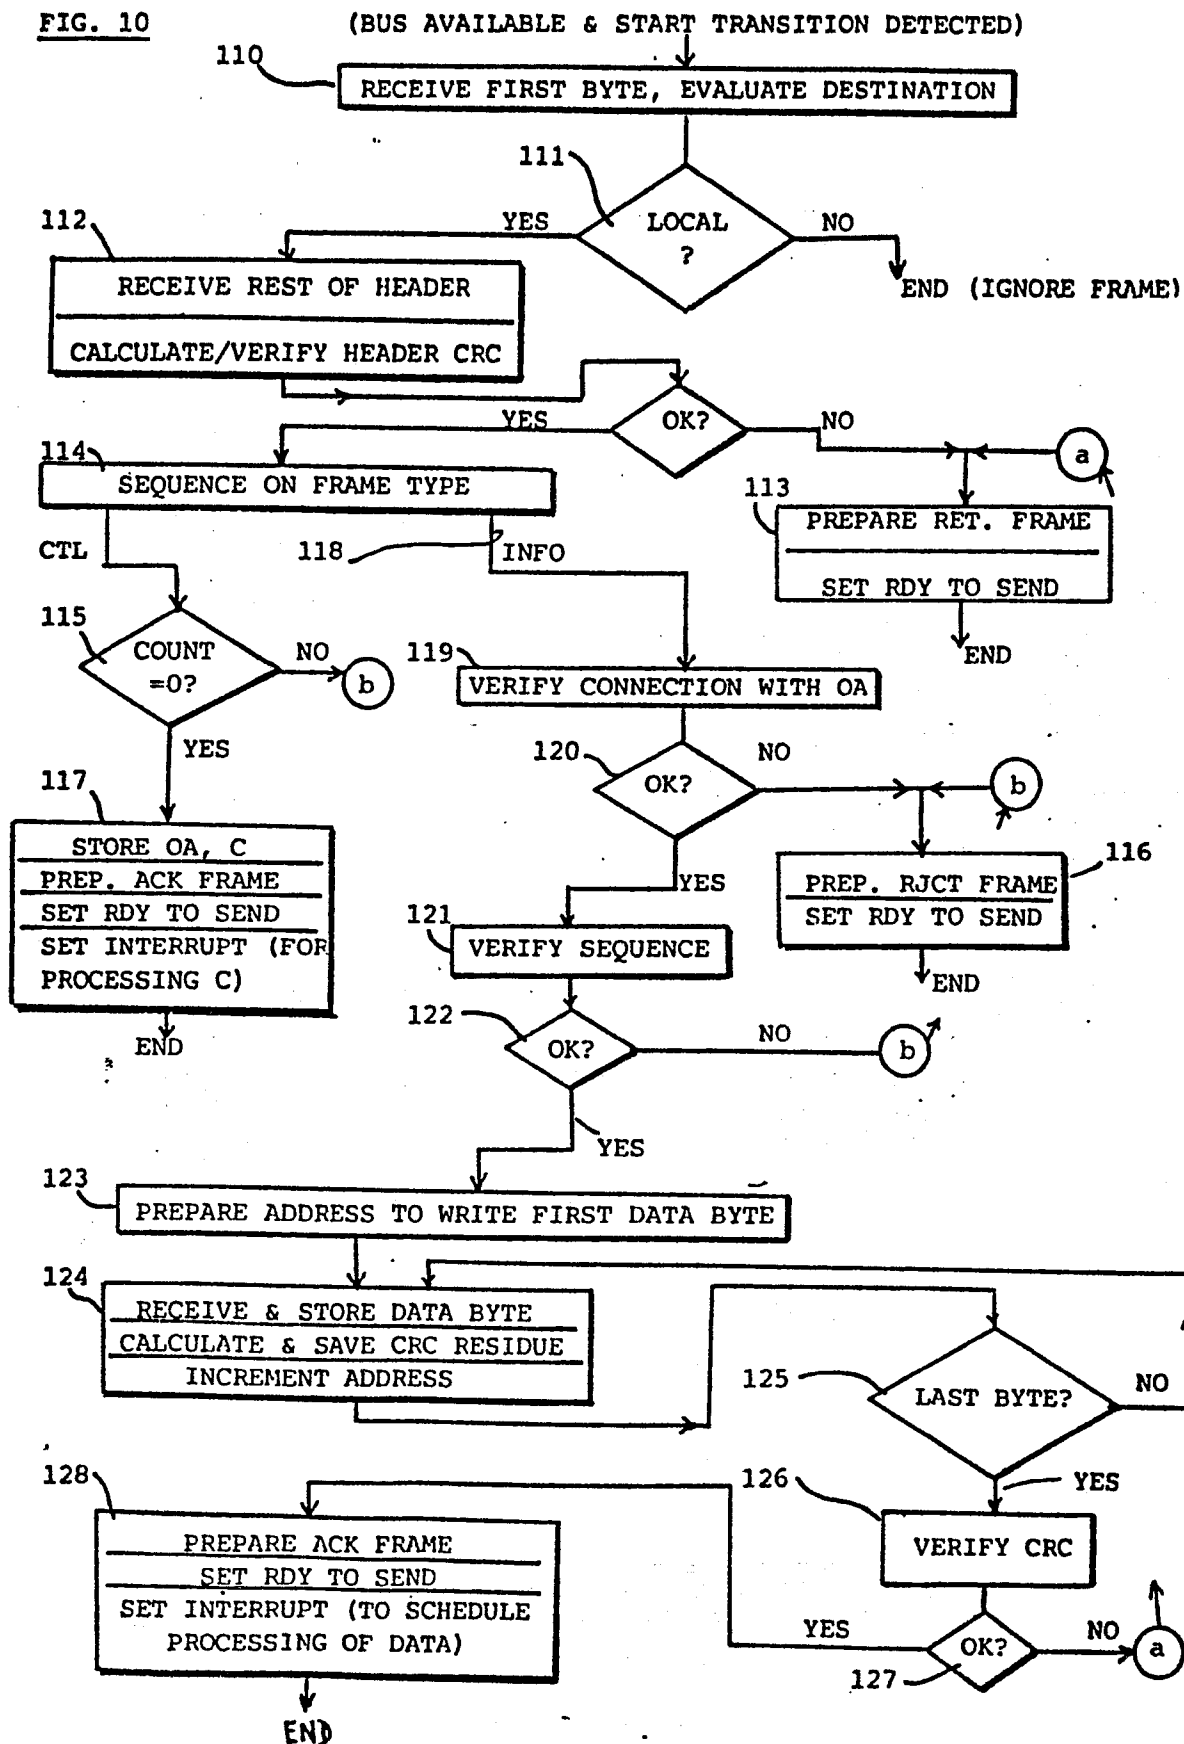 FIG. 10
(BUS AVAILABLE & START TRANSITION DETECTED)
110
RECEIVE FIRST BYTE, EVALUATE DESTINATION
111
LOCAL
?
YES
NO
END (IGNORE FRAME)
112
RECEIVE REST OF HEADER
CALCULATE/VERIFY HEADER CRC
OK?
YES
NO
a
114
SEQUENCE ON FRAME TYPE
113
PREPARE RET. FRAME
SET RDY TO SEND
END
CTL
118
INFO
115
COUNT
=0?
NO
b
YES
119
VERIFY CONNECTION WITH OA
120
OK?
NO
b
YES
116
PREP. RJCT FRAME
SET RDY TO SEND
END
117
STORE OA, C
PREP. ACK FRAME
SET RDY TO SEND
SET INTERRUPT (FOR
PROCESSING C)
END
121
VERIFY SEQUENCE
122
OK?
NO
b
YES
123
PREPARE ADDRESS TO WRITE FIRST DATA BYTE
124
RECEIVE & STORE DATA BYTE
CALCULATE & SAVE CRC RESIDUE
INCREMENT ADDRESS
125
LAST BYTE?
NO
YES
126
VERIFY CRC
127
OK?
YES
NO
a
128
PREPARE ACK FRAME
SET RDY TO SEND
SET INTERRUPT (TO SCHEDULE
PROCESSING OF DATA)
END